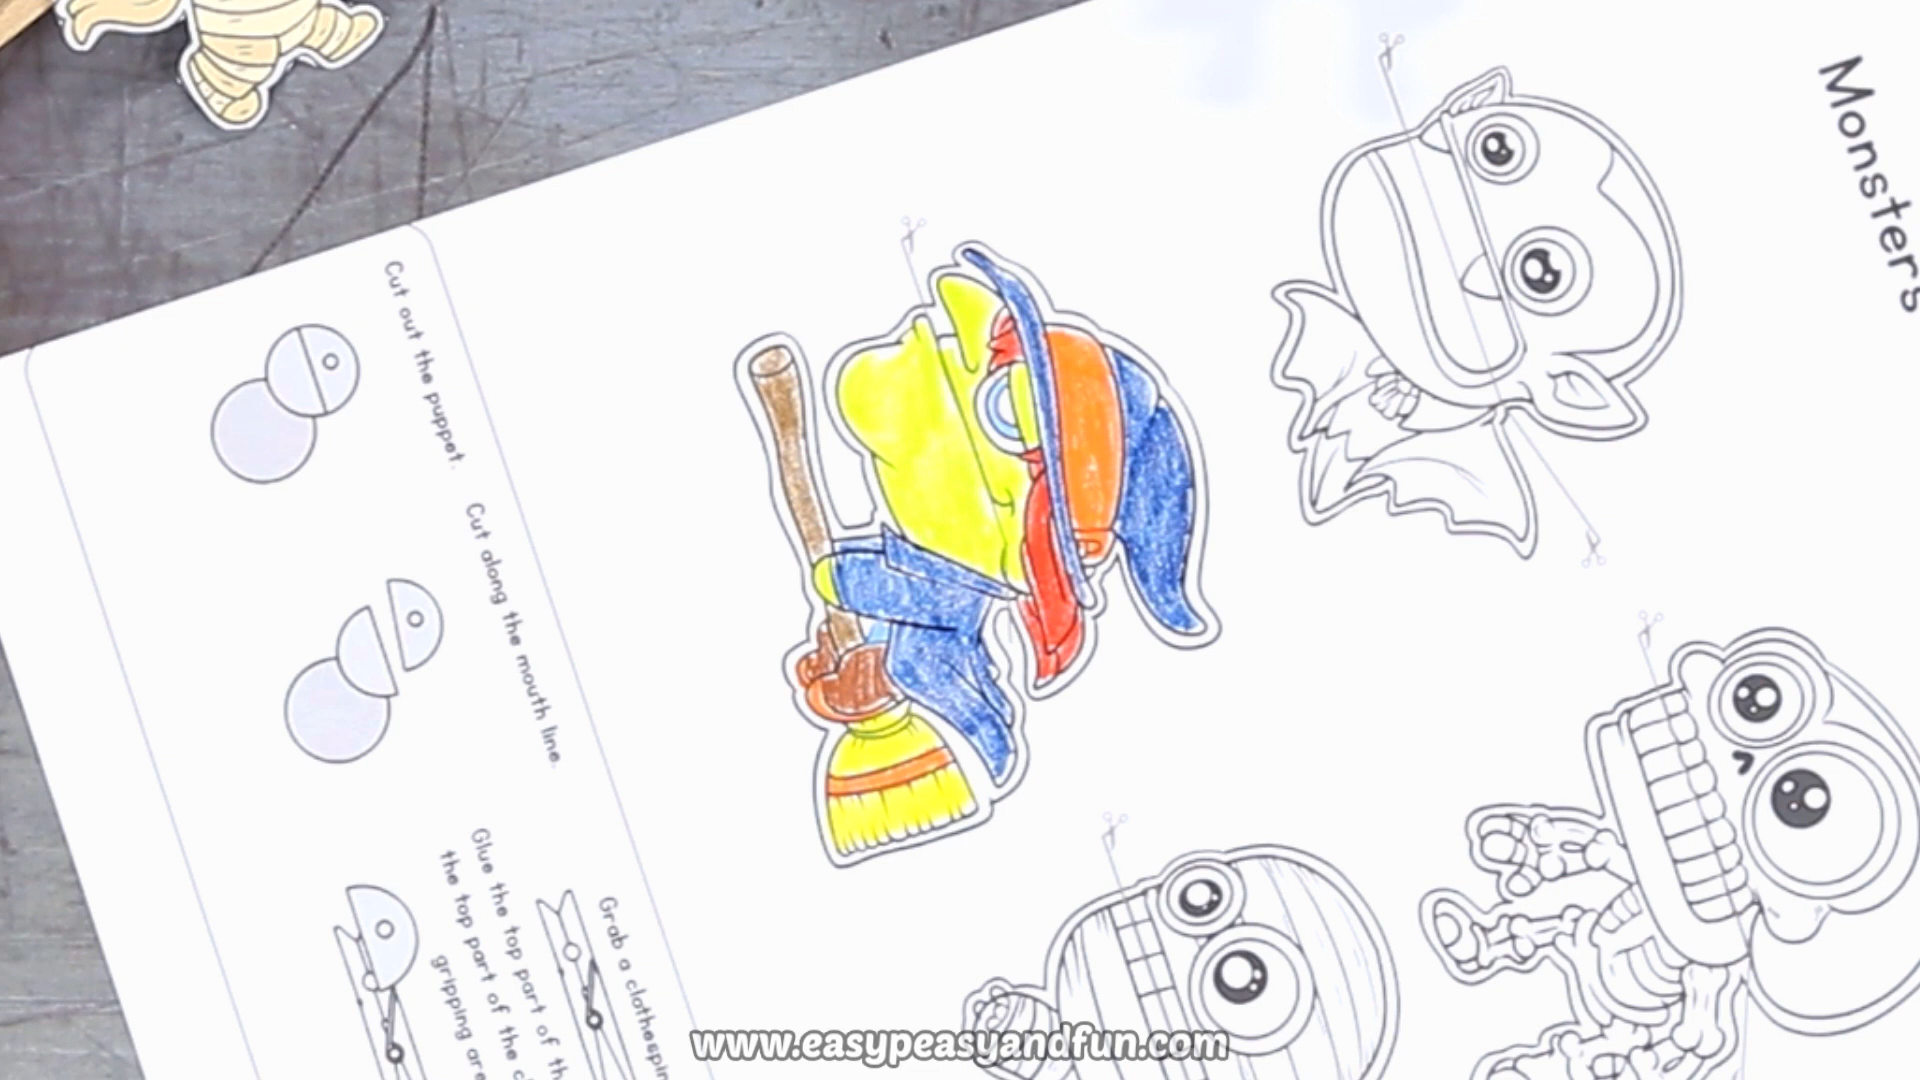 Monsters
Cut out the puppet.
Cut along the mouth line.
Grab a clothespin
Glue the top part of th
the top part of the c
gripping are
www.easypeasyandfun.com